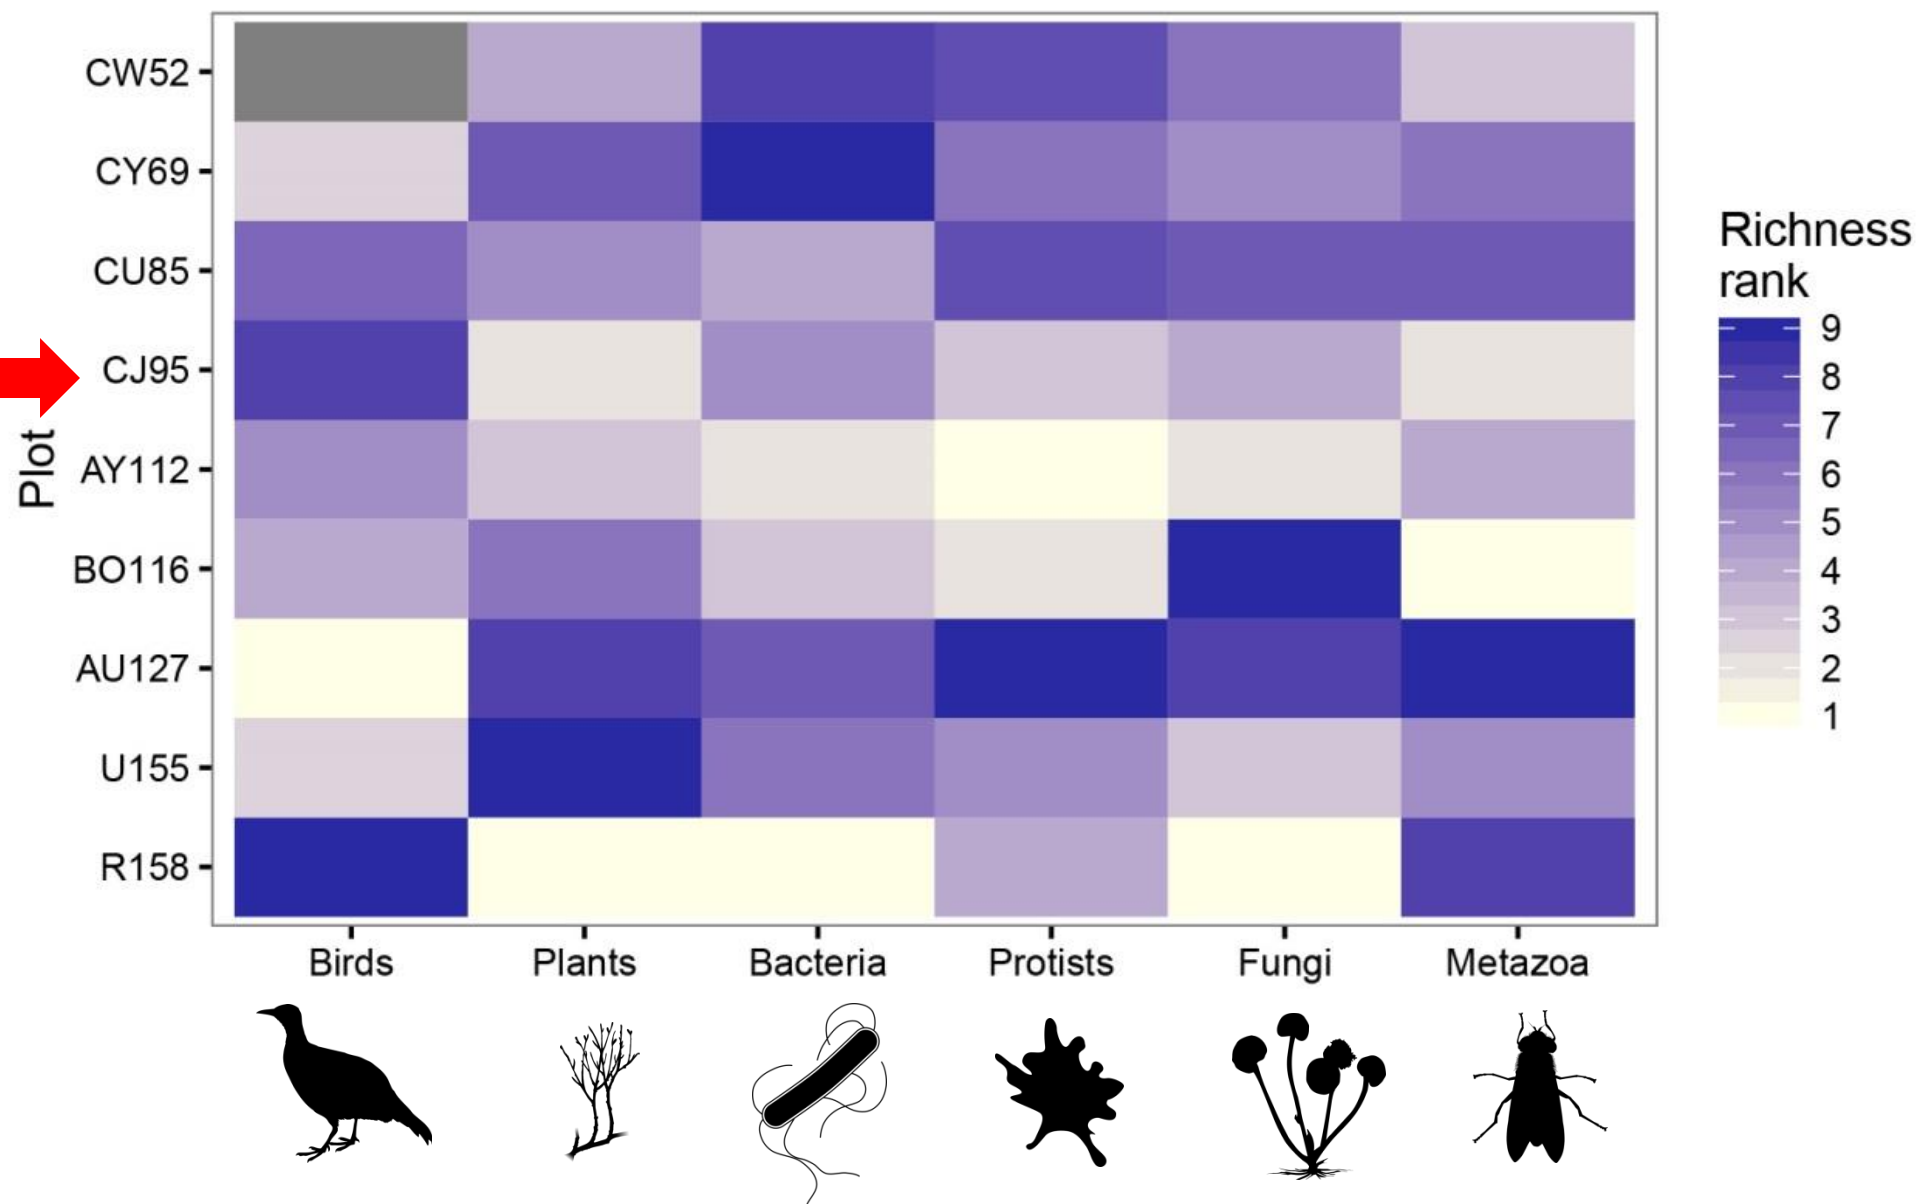 Plot
CW52
CY69
CU85
CJ95
AY112
BO116
AU127
U155
R158
Birds Plants Bacteria Protists Fungi Metazoa
Richness
rank
9
8
7
6
5
4
3
2
1